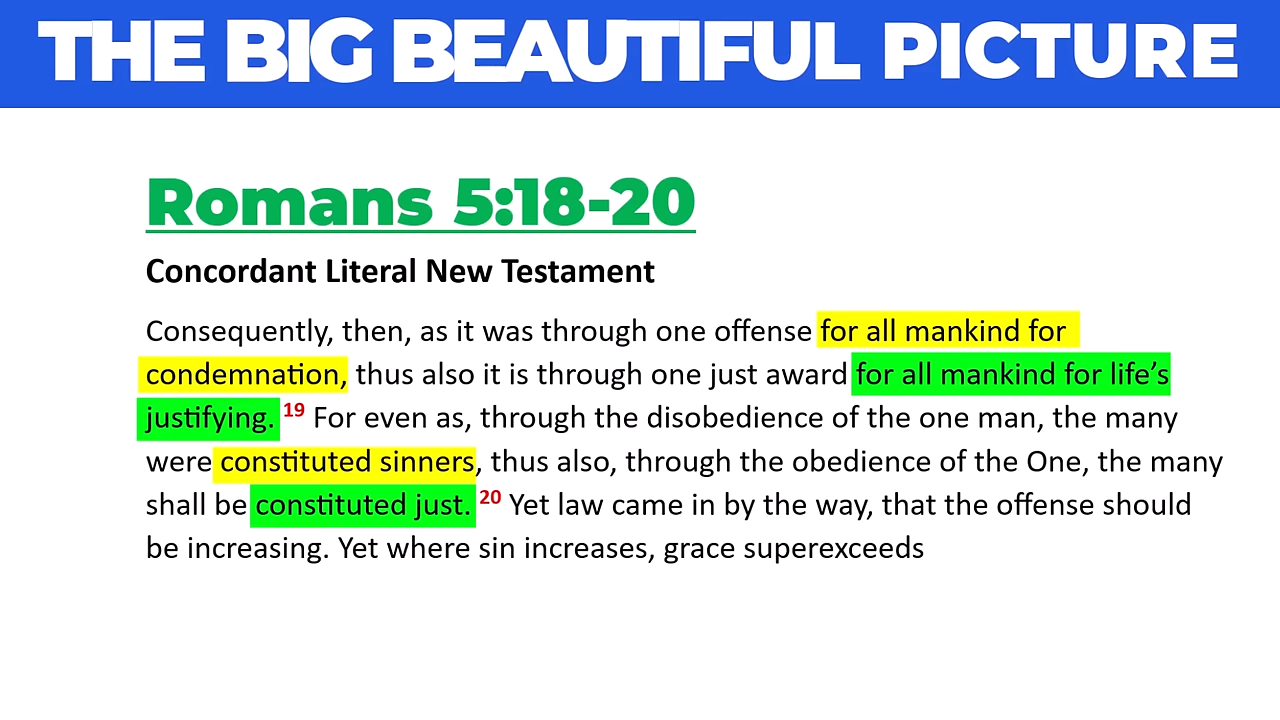 THE BIG BEAUTIFUL PICTURE
Romans 5:18-20
Concordant Literal New Testament
Consequently, then, as it was through one offense for all mankind for
condemnation, thus also it is through one just award for all mankind for life’s
justifying. 19 For even as, through the disobedience of the one man, the many
were constituted sinners, thus also, through the obedience of the One, the many
shall be constituted just. 20 Yet law came in by the way, that the offense should
be increasing. Yet where sin increases, grace superexceeds